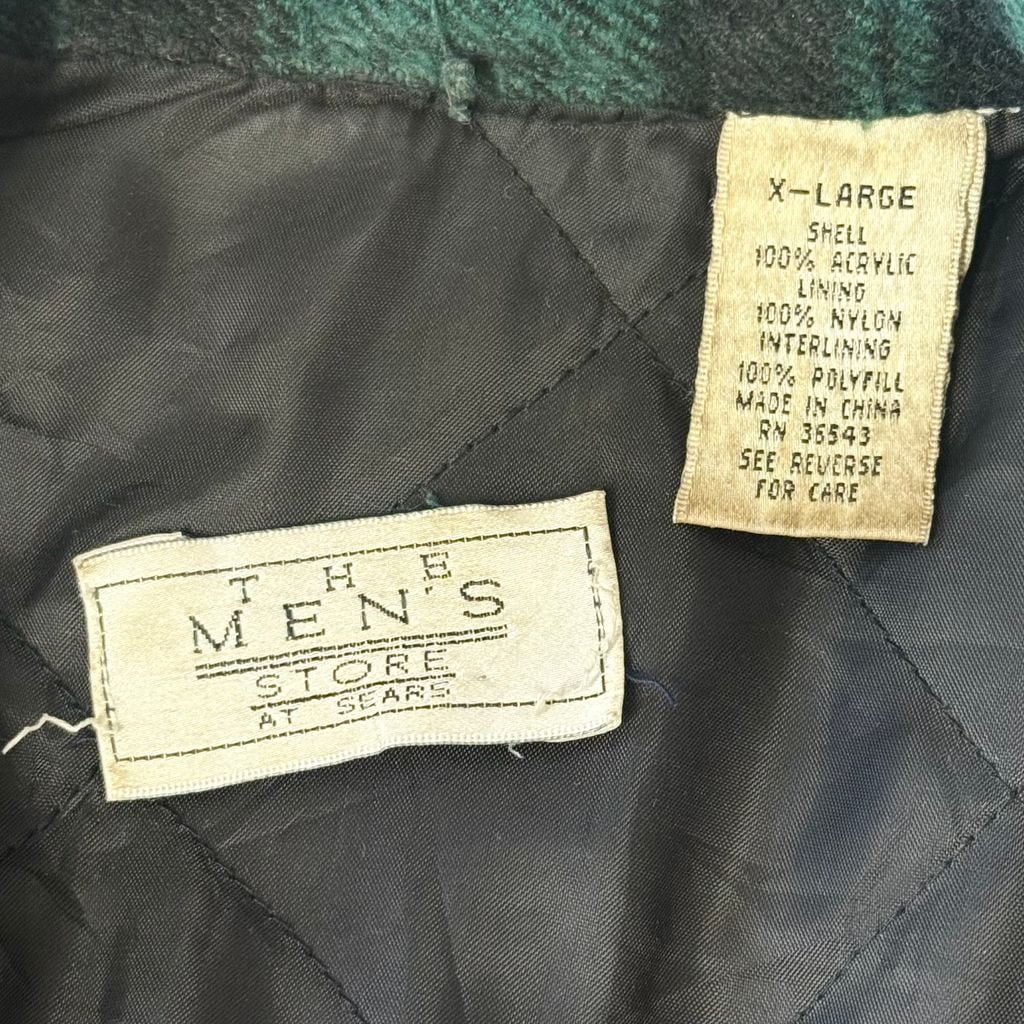 X-LARGE
SHELL
100% ACRYLIC
LINING
100% NYLON
INTERLINING
100% POLYFILL
MADE IN CHINA
RN 36543
SEE REVERSE
FOR CARE
THE
MEN'S
STORE
AT SEARS